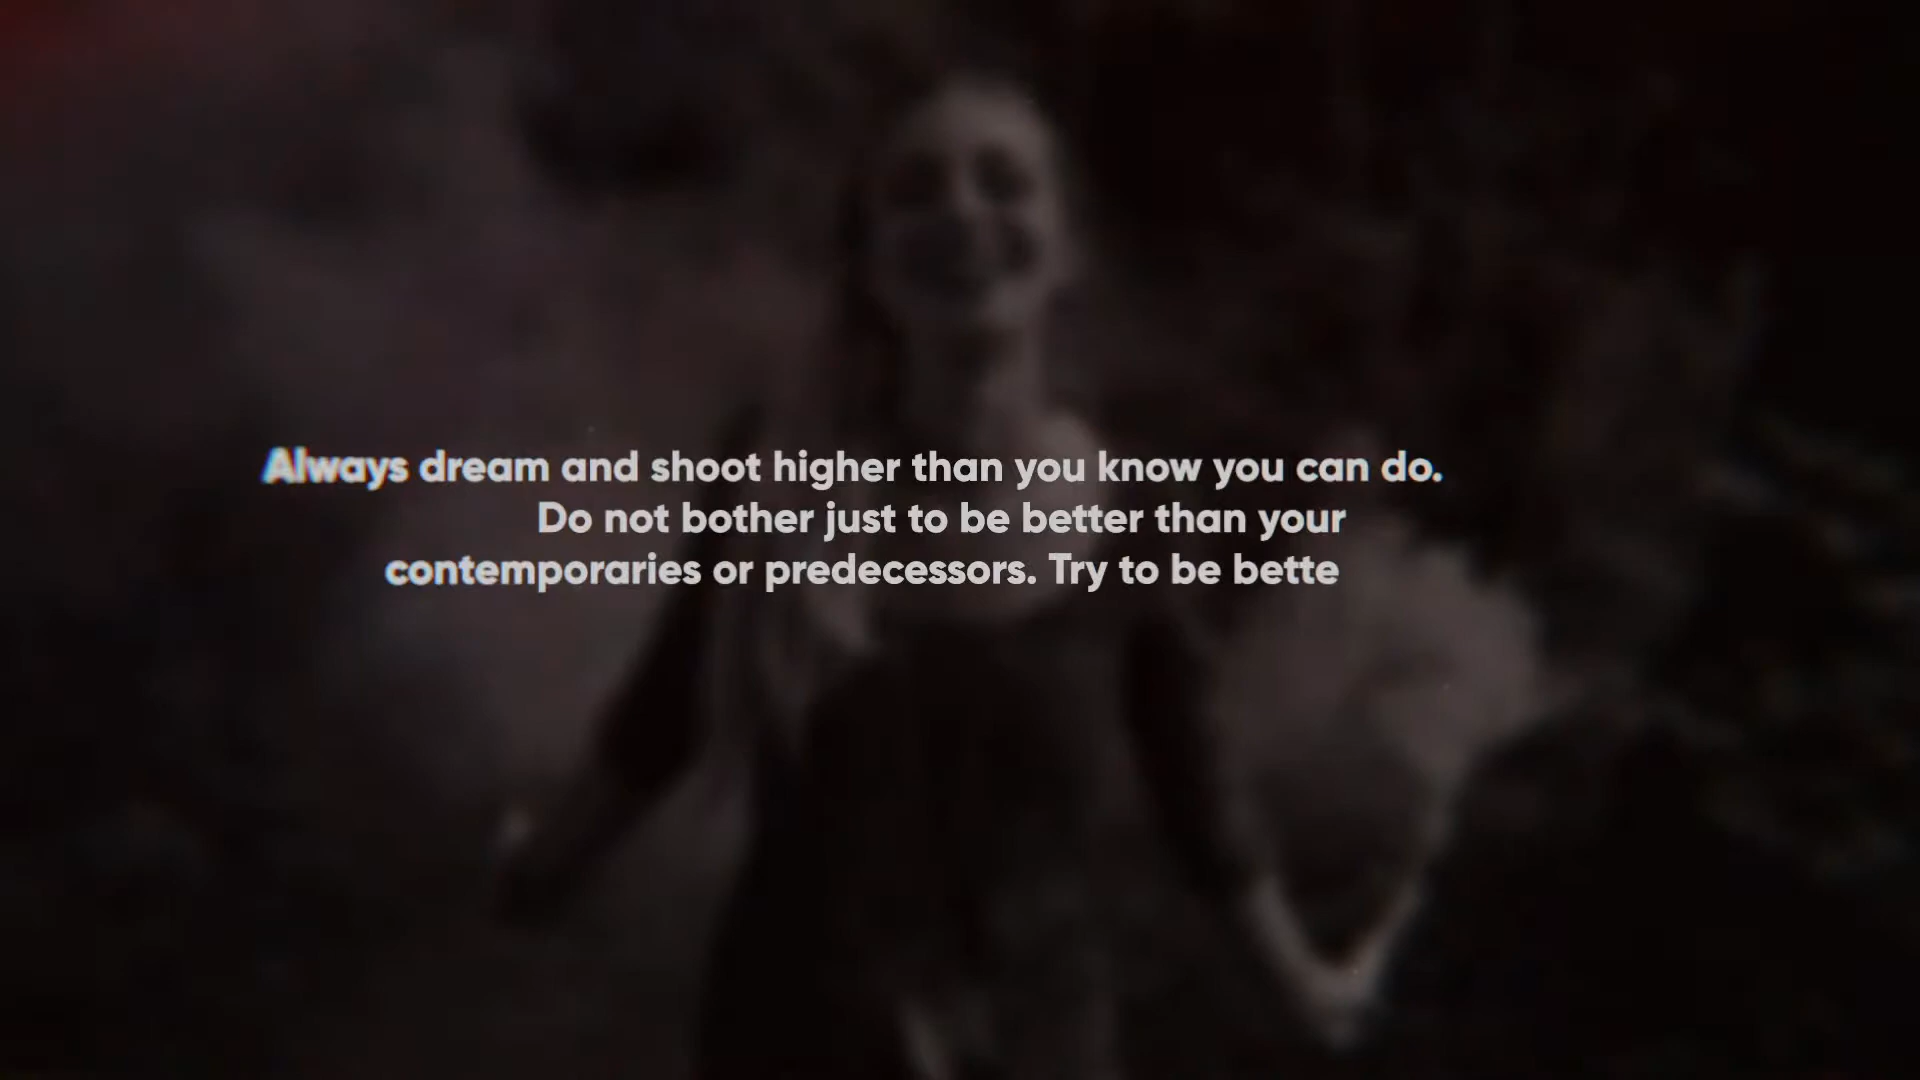 Always dream and shoot higher than you know you can do.
Do not bother just to be better than your
contemporaries or predecessors. Try to be bette